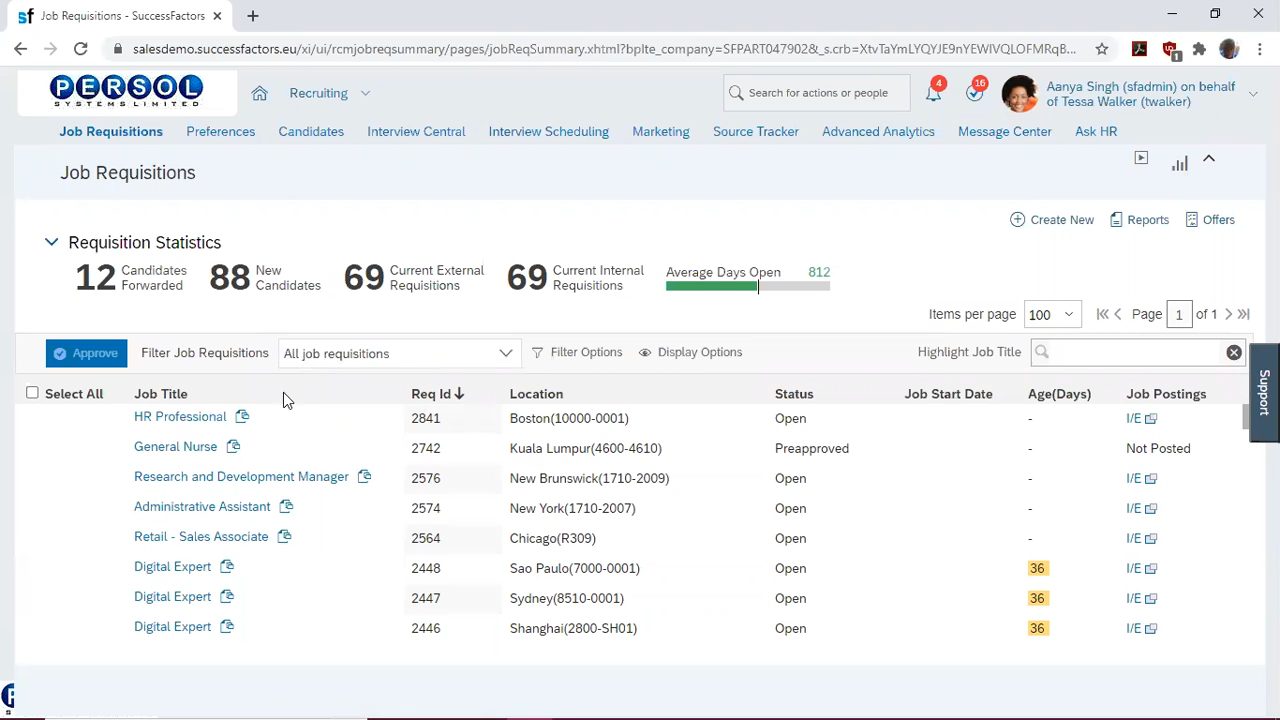 sf Job Requisitions - SuccessFactors
salesdemo.successfactors.eu/xi/ui/rcmjobreqsummary/pages/jobReqSummary.xhtml?bplte_company=SFPART047902&_s.crb=XtvTaYmLYQYJE9nYEWIVQLOFMRqB...
1
PERSOL
SYSTEMS LIMITED
Recruiting
Search for actions or people
4
16
Aanya Singh (sfadmin) on behalf
of Tessa Walker (twalker)
Job Requisitions Preferences Candidates Interview Central Interview Scheduling Marketing Source Tracker Advanced Analytics Message Center Ask HR
Job Requisitions
Create New Reports Offers
Requisition Statistics
12 Candidates Forwarded 88 New Candidates 69 Current External Requisitions 69 Current Internal Requisitions Average Days Open 812
Items per page 100 Page 1 of 1
Approve Filter Job Requisitions All job requisitions Filter Options Display Options Highlight Job Title
Support
Select All Job Title Req Id Location Status Job Start Date Age(Days) Job Postings
HR Professional 2841 Boston(10000-0001) Open - I/E
General Nurse 2742 Kuala Lumpur(4600-4610) Preapproved - Not Posted
Research and Development Manager 2576 New Brunswick(1710-2009) Open - I/E
Administrative Assistant 2574 New York(1710-2007) Open - I/E
Retail - Sales Associate 2564 Chicago(R309) Open - I/E
Digital Expert 2448 Sao Paulo(7000-0001) Open 36 I/E
Digital Expert 2447 Sydney(8510-0001) Open 36 I/E
Digital Expert 2446 Shanghai(2800-SH01) Open 36 I/E